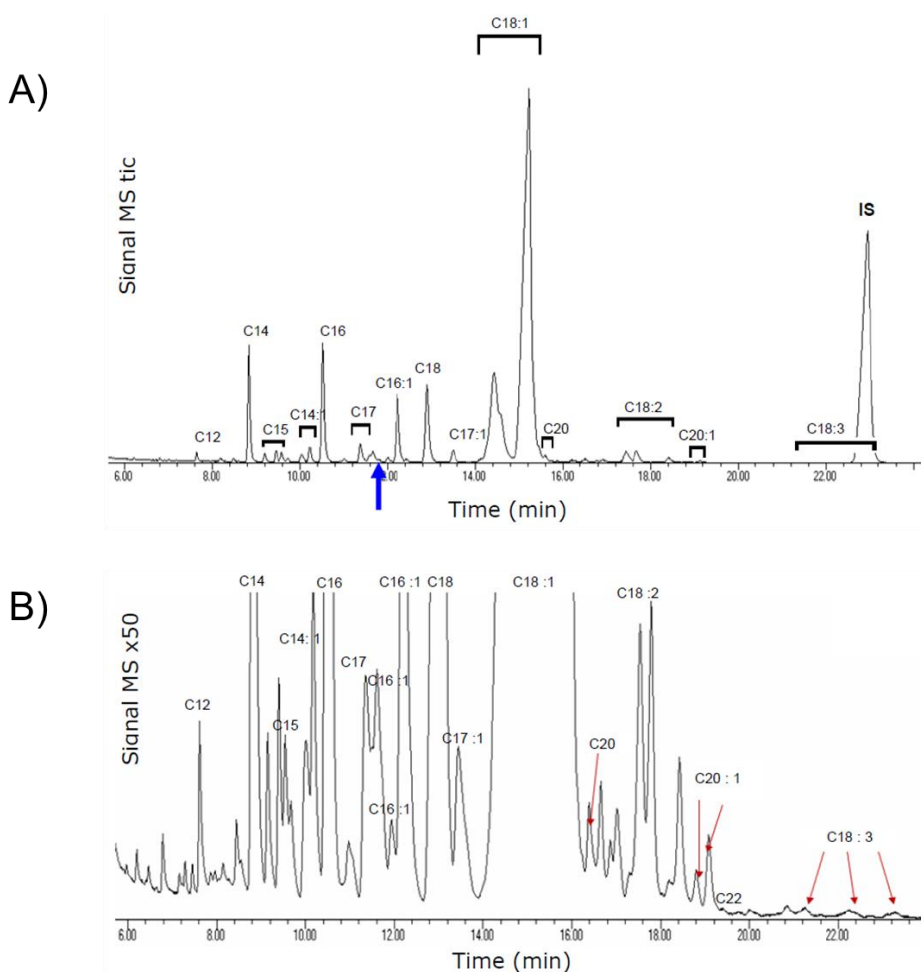 A)
Siqnal MS tic
C18:1
IS
C14
C16
C16:1
C18
C12
C15
C14:1
C17
C17:1
C20
C18:2
C20:1
C18:3
6.00 8.00 10.00 12.00 14.00 16.00 18.00 20.00 22.00
Time (min)
B)
Siqnal MS x50
C14
C16
C16 :1
C18
C18 :1
C18 :2
C14: 1
C17
C16 :1
C12
C15
C17 :1
C20
C20 : 1
C16 :1
C18 : 3
C22
6.00 8.00 10.00 12.00 14.00 16.00 18.00 20.00 22.00
Time (min)